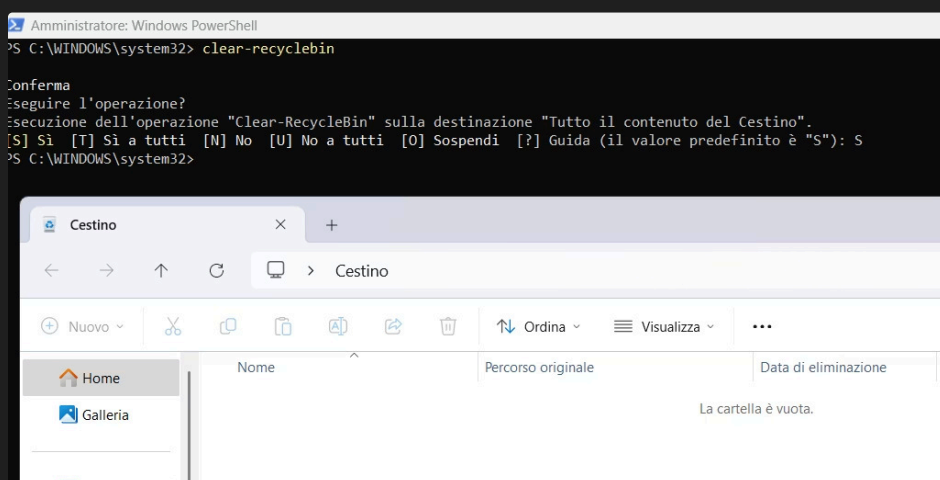 Amministratore: Windows PowerShell
PS C:\WINDOWS\system32> clear-recyclebin
Conferma
Eseguire l'operazione?
Esecuzione dell'operazione "Clear-RecycleBin" sulla destinazione "Tutto il contenuto del Cestino".
[S] Sì  [T] Sì a tutti  [N] No  [U] No a tutti  [O] Sospendi  [?] Guida (il valore predefinito è "S"): S
PS C:\WINDOWS\system32>
Cestino
Cestino
Nuovo
Ordina
Visualizza
Home
Nome
Percorso originale
Data di eliminazione
Galleria
La cartella è vuota.